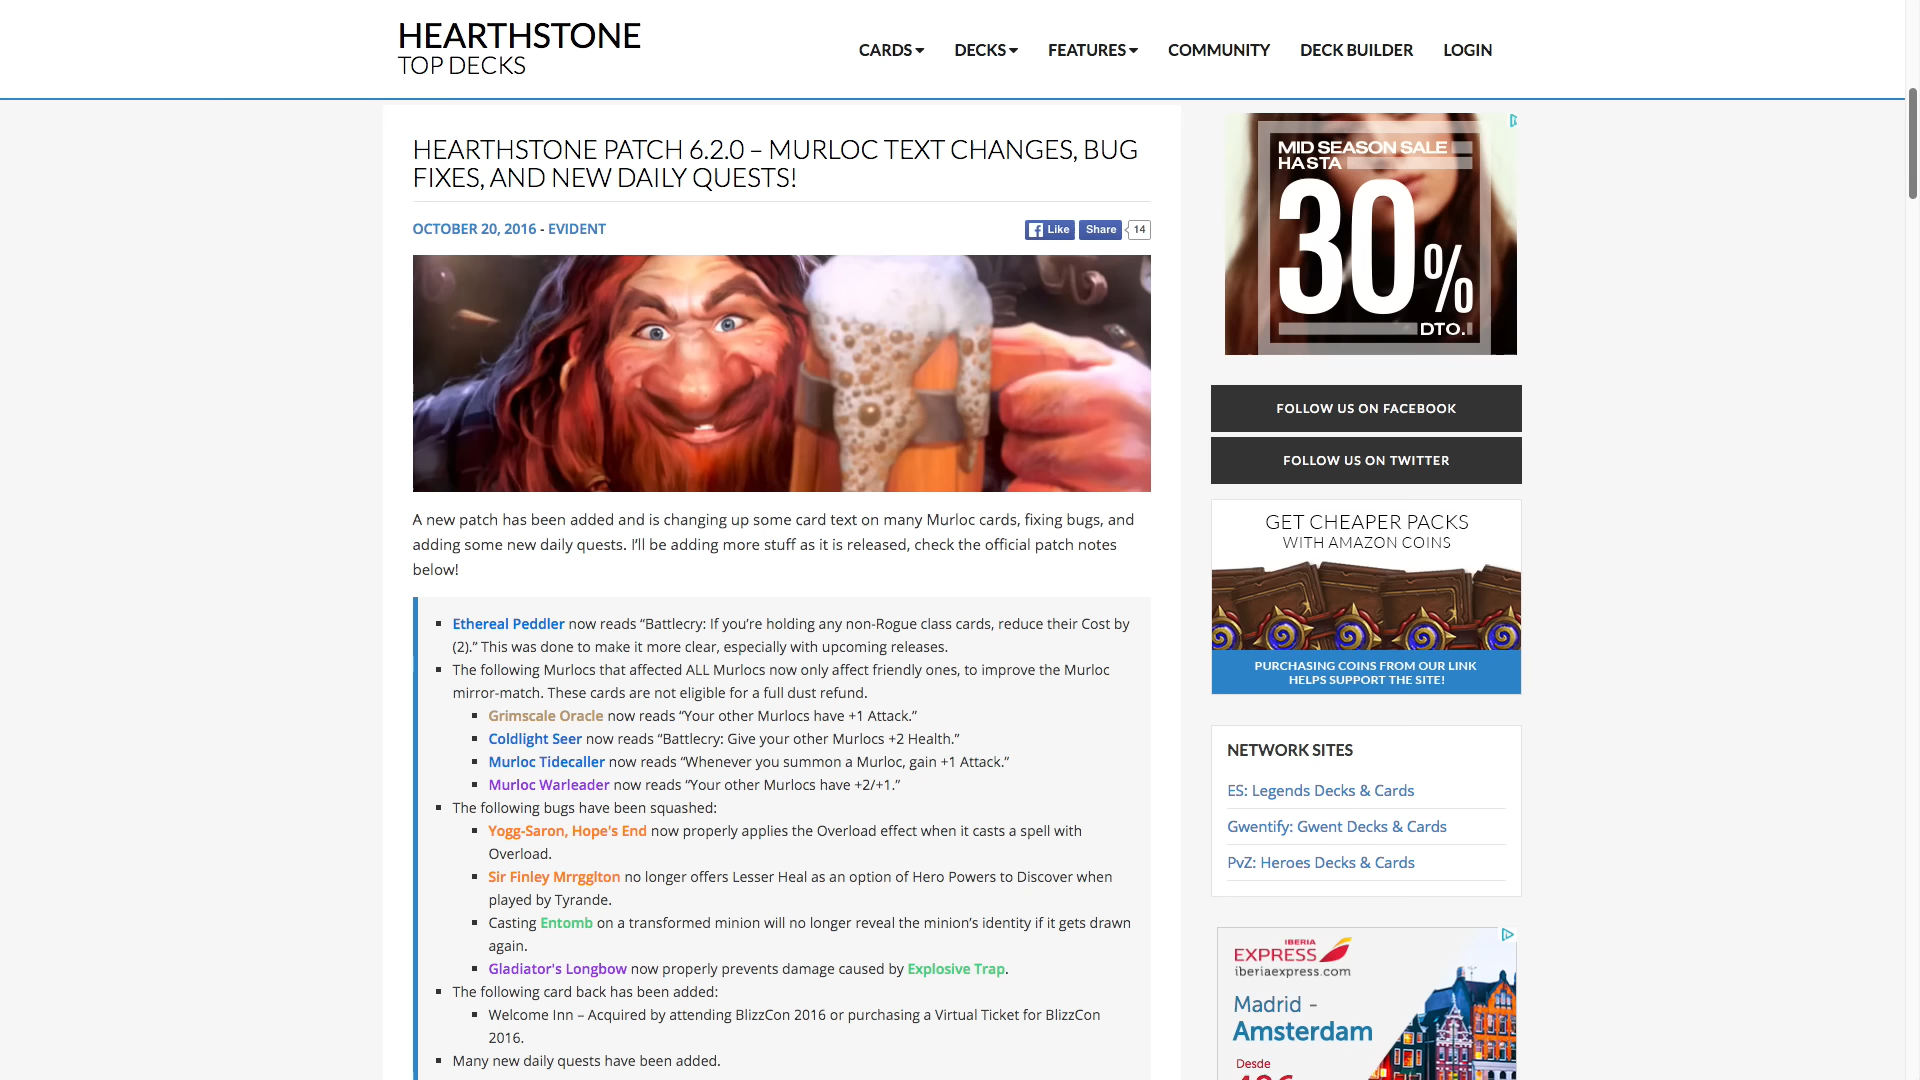 HEARTHSTONE
TOP DECKS
CARDS
DECKS
FEATURES
COMMUNITY
DECK BUILDER
LOGIN
HEARTHSTONE PATCH 6.2.0 – MURLOC TEXT CHANGES, BUG
FIXES, AND NEW DAILY QUESTS!
OCTOBER 20, 2016 - EVIDENT
Like
Share
14
A new patch has been added and is changing up some card text on many Murloc cards, fixing bugs, and
adding some new daily quests. I’ll be adding more stuff as it is released, check the official patch notes
below!
Ethereal Peddler now reads “Battlecry: If you’re holding any non-Rogue class cards, reduce their Cost by
(2).” This was done to make it more clear, especially with upcoming releases.
The following Murlocs that affected ALL Murlocs now only affect friendly ones, to improve the Murloc
mirror-match. These cards are not eligible for a full dust refund.
Grimscale Oracle now reads “Your other Murlocs have +1 Attack.”
Coldlight Seer now reads “Battlecry: Give your other Murlocs +2 Health.”
Murloc Tidecaller now reads “Whenever you summon a Murloc, gain +1 Attack.”
Murloc Warleader now reads “Your other Murlocs have +2/+1.”
The following bugs have been squashed:
Yogg-Saron, Hope's End now properly applies the Overload effect when it casts a spell with
Overload.
Sir Finley Mrrgglton no longer offers Lesser Heal as an option of Hero Powers to Discover when
played by Tyrande.
Casting Entomb on a transformed minion will no longer reveal the minion’s identity if it gets drawn
again.
Gladiator's Longbow now properly prevents damage caused by Explosive Trap.
The following card back has been added:
Welcome Inn – Acquired by attending BlizzCon 2016 or purchasing a Virtual Ticket for BlizzCon
2016.
Many new daily quests have been added.
MID SEASON SALE
HASTA
30%
DTO.
FOLLOW US ON FACEBOOK
FOLLOW US ON TWITTER
GET CHEAPER PACKS
WITH AMAZON COINS
PURCHASING COINS FROM OUR LINK
HELPS SUPPORT THE SITE!
NETWORK SITES
ES: Legends Decks & Cards
Gwentify: Gwent Decks & Cards
PvZ: Heroes Decks & Cards
IBERIA
EXPRESS
iberiaexpress.com
Madrid -
Amsterdam
Desde